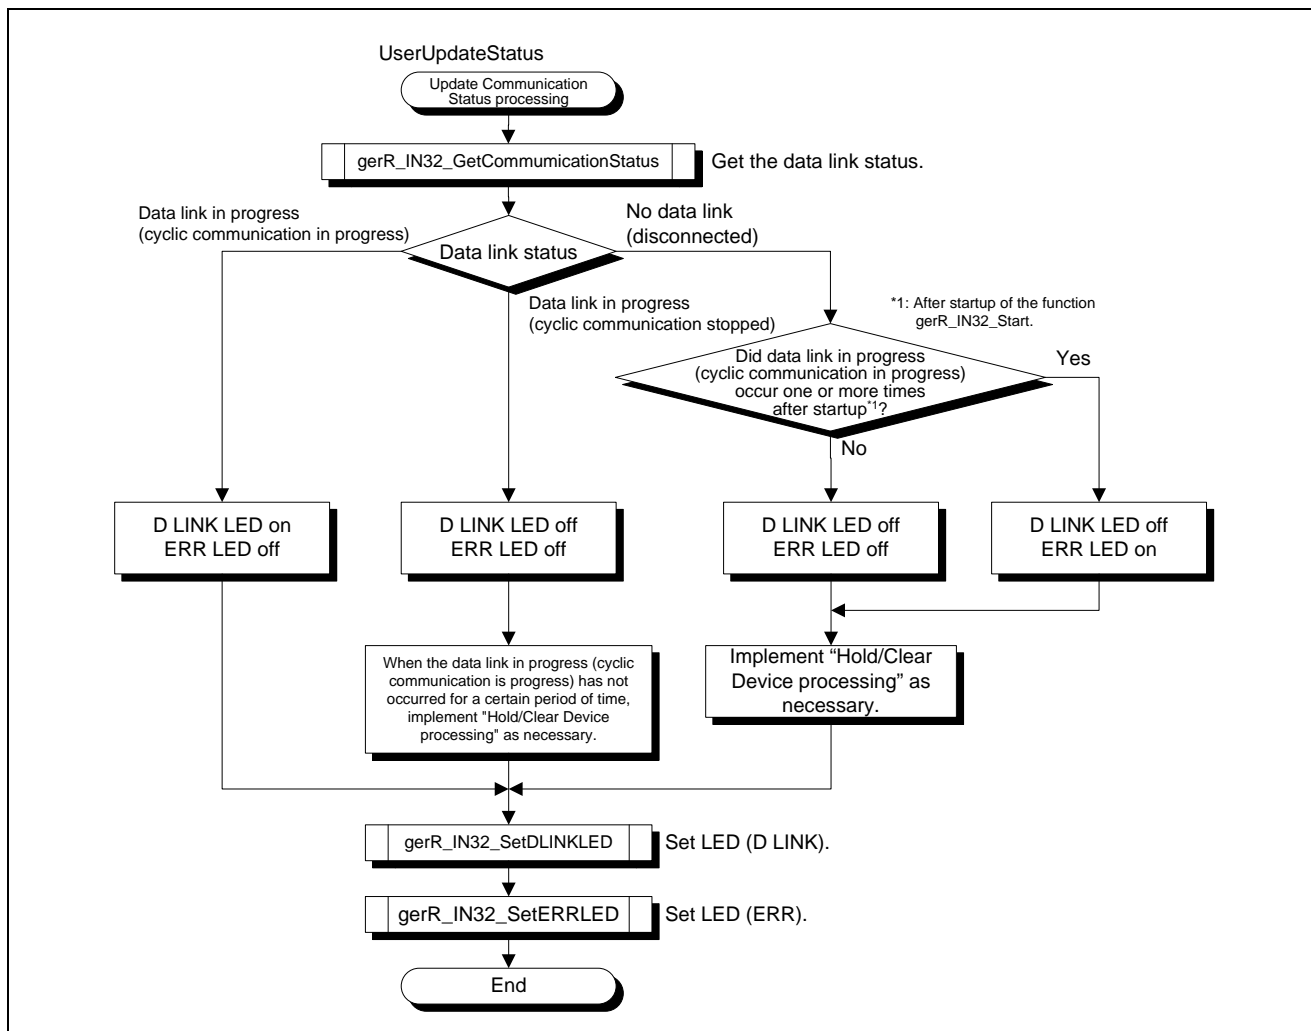 UserUpdateStatus
Update Communication
Status processing
gerR_IN32_GetCommumicationStatus
Get the data link status.
Data link in progress
(cyclic communication in progress)
No data link
(disconnected)
Data link status
Data link in progress
(cyclic communication stopped)
*1: After startup of the function
gerR_IN32_Start.
Did data link in progress
(cyclic communication in progress)
occur one or more times
after startup*1?
Yes
No
D LINK LED on
ERR LED off
D LINK LED off
ERR LED off
D LINK LED off
ERR LED off
D LINK LED off
ERR LED on
When the data link in progress (cyclic
communication is progress) has not
occurred for a certain period of time,
implement "Hold/Clear Device
processing" as necessary.
Implement “Hold/Clear
Device processing” as
necessary.
gerR_IN32_SetDLINKLED
Set LED (D LINK).
gerR_IN32_SetERRLED
Set LED (ERR).
End